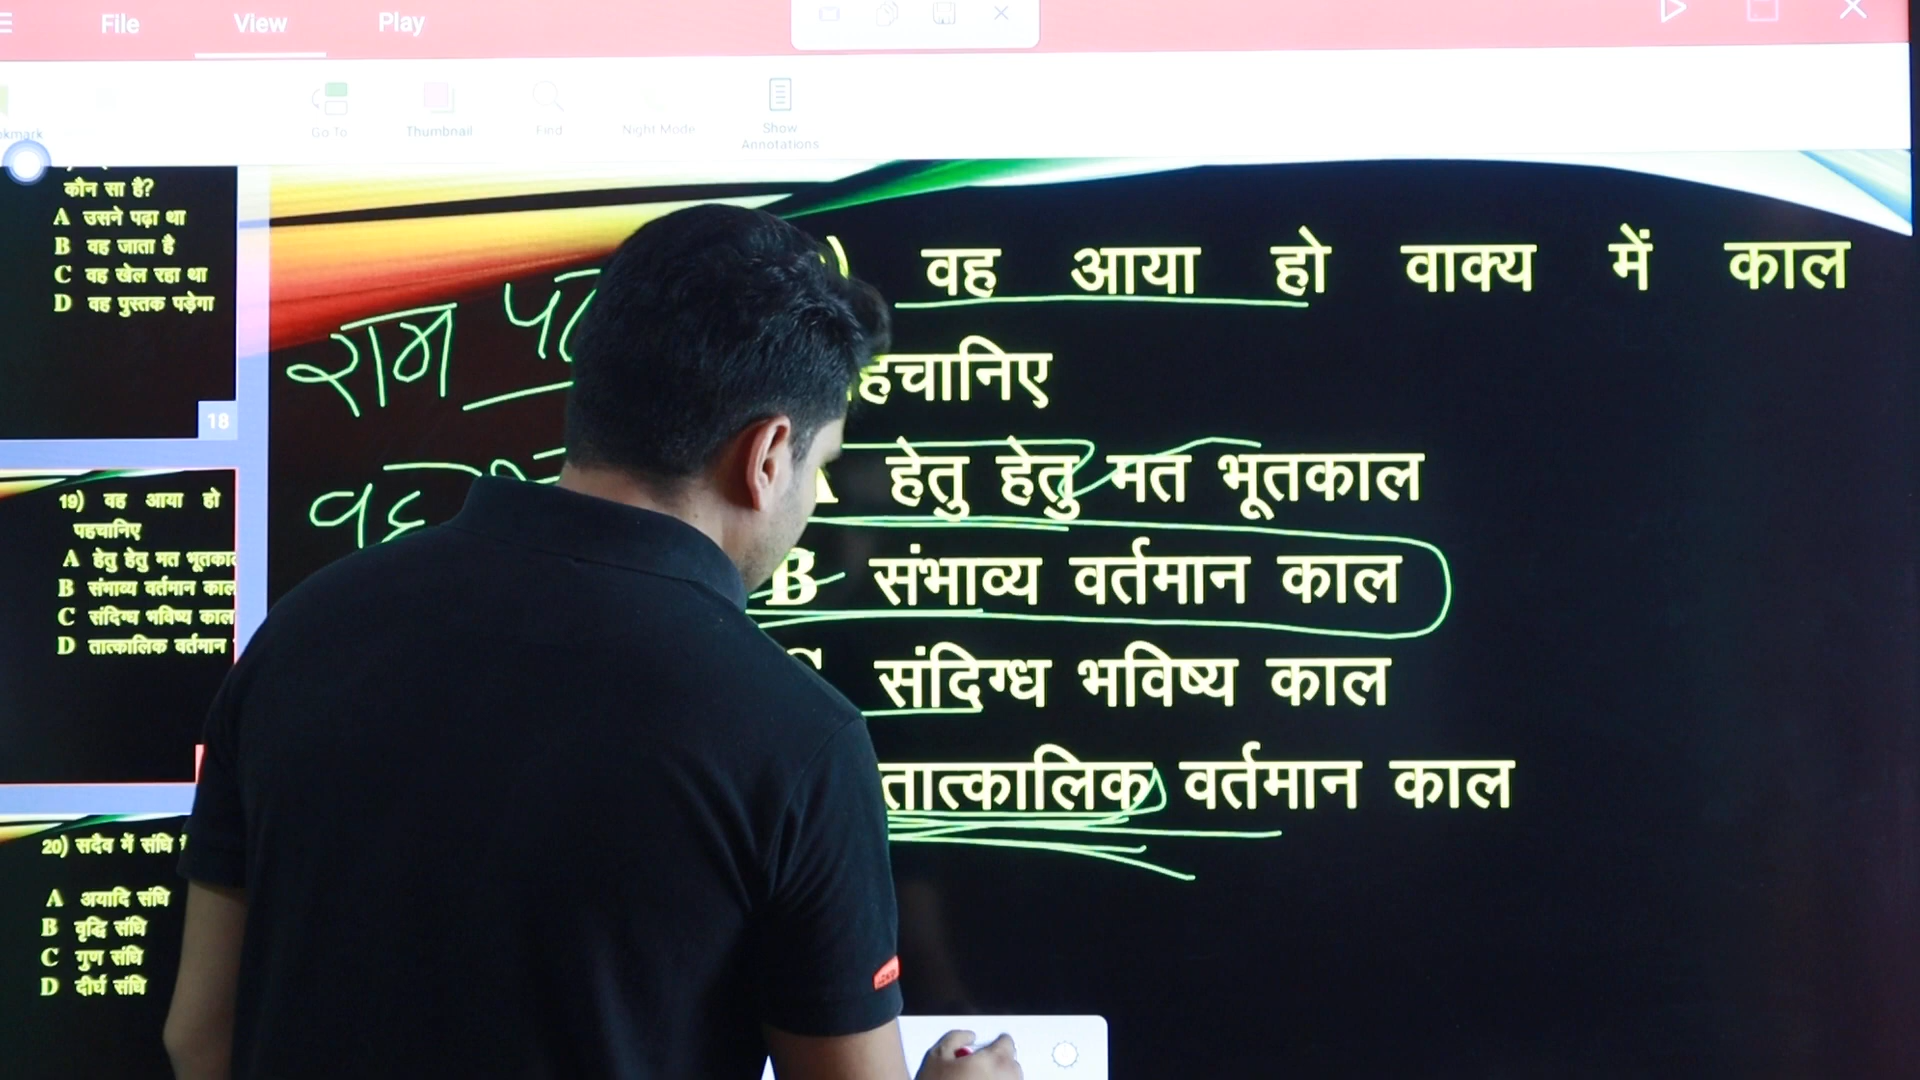 File View Play
Go To Thumbnail Find Night Mode Show Annotations
कौन सा है?
A उसने पढ़ा था
B वह जाता है
C वह खेल रहा था
D वह पुस्तक पड़ेगा
18
19) वह आया हो
पहचानिए
A हेतु हेतु मत भूतकाल
B संभाव्य वर्तमान काल
C संदिग्ध भविष्य काल
D तात्कालिक वर्तमान
20) सदैव में संधि
A अयादि संधि
B वृद्धि संधि
C गुण संधि
D दीर्घ संधि
) वह आया हो वाक्य में काल
हचानिए
हेतु हेतु मत भूतकाल
B संभाव्य वर्तमान काल
C संदिग्ध भविष्य काल
तात्कालिक वर्तमान काल
राम
वह